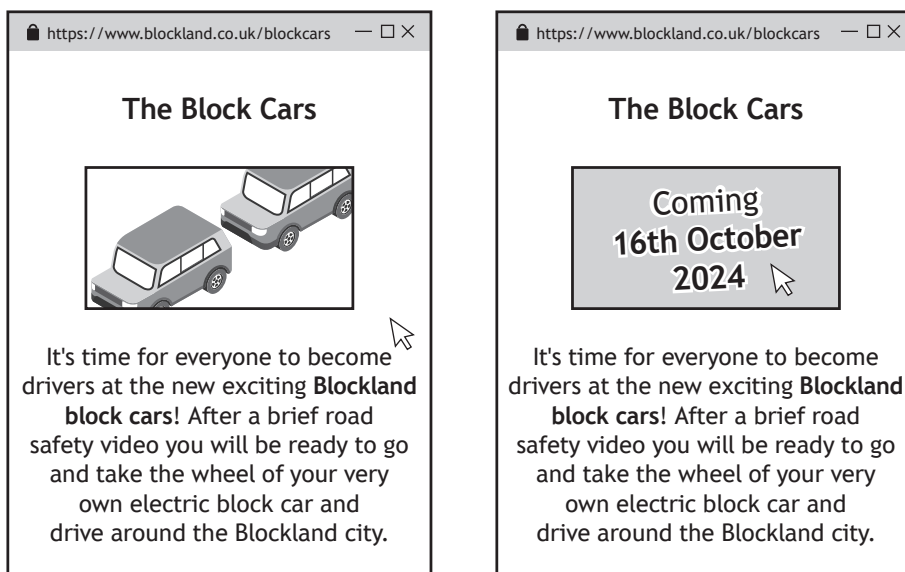 https://www.blockland.co.uk/blockcars
The Block Cars
It's time for everyone to become
drivers at the new exciting Blockland
block cars! After a brief road
safety video you will be ready to go
and take the wheel of your very
own electric block car and
drive around the Blockland city.
https://www.blockland.co.uk/blockcars
The Block Cars
Coming
16th October
2024
It's time for everyone to become
drivers at the new exciting Blockland
block cars! After a brief road
safety video you will be ready to go
and take the wheel of your very
own electric block car and
drive around the Blockland city.